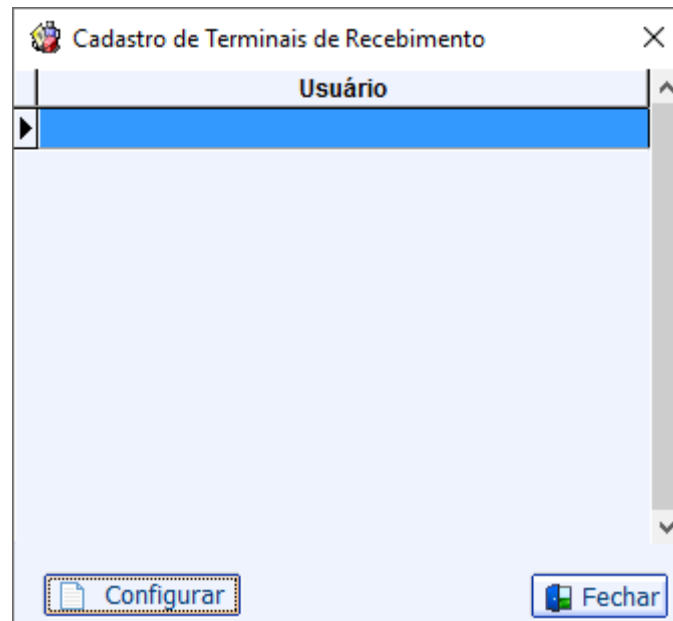 Cadastro de Terminais de Recebimento
Usuário
Configurar
Fechar